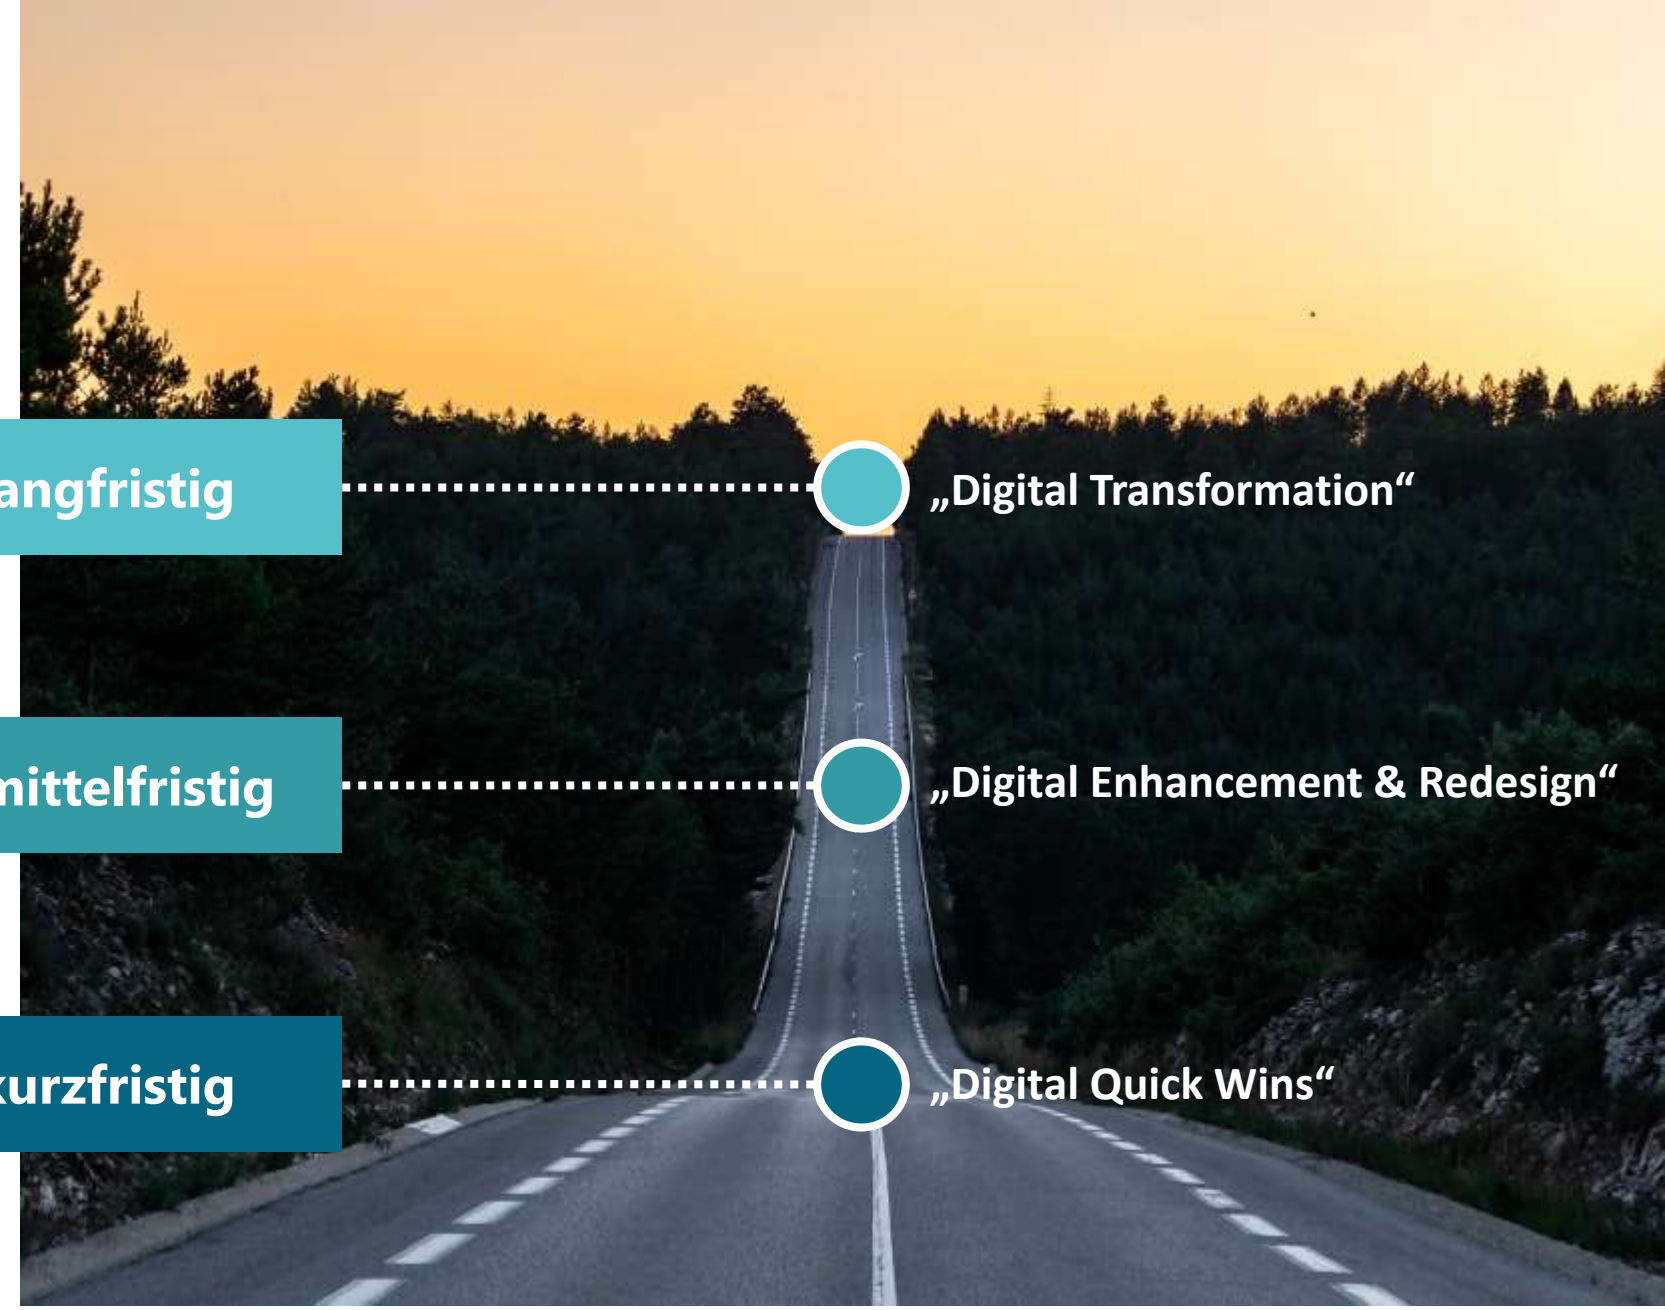 angfristig
„Digital Transformation“
mittelfristig
„Digital Enhancement & Redesign“
kurzfristig
„Digital Quick Wins“